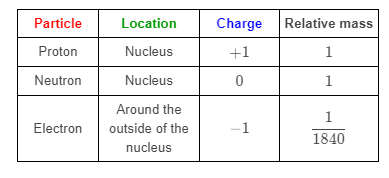 Particle Location Charge Relative mass
Proton Nucleus +1 1
Neutron Nucleus 0 1
Around the
Electron outside of the −1 1/1840
nucleus